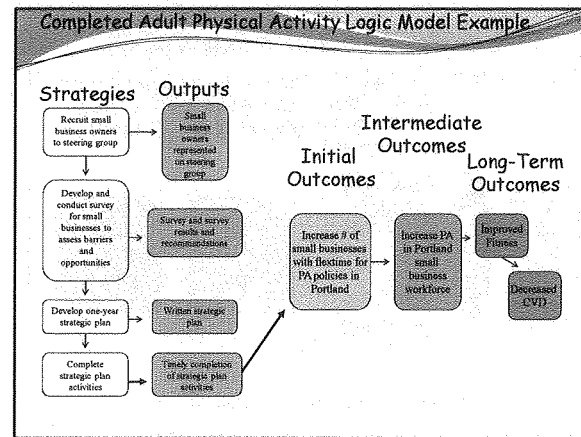 Completed Adult Physical Activity Logic Model Example
Strategies
Outputs
Recruit small
business owners
to steering group
Small
business
owners
represented
on steering
group
Develop and
conduct survey for
small businesses to
assess barriers
and
opportunities
Survey and survey
results and
recommendations
Develop one-year
strategic plan
Written strategic
plan
Complete
strategic plan
activities
Timely completion
of strategic plan
activities
Initial
Outcomes
Increase # of
small businesses
with flextime for
PA policies in
Portland
Intermediate
Outcomes
Increase PA
in Portland
small
business
workforce
Long-Term
Outcomes
Improved
Fitness
Decreased
CVD